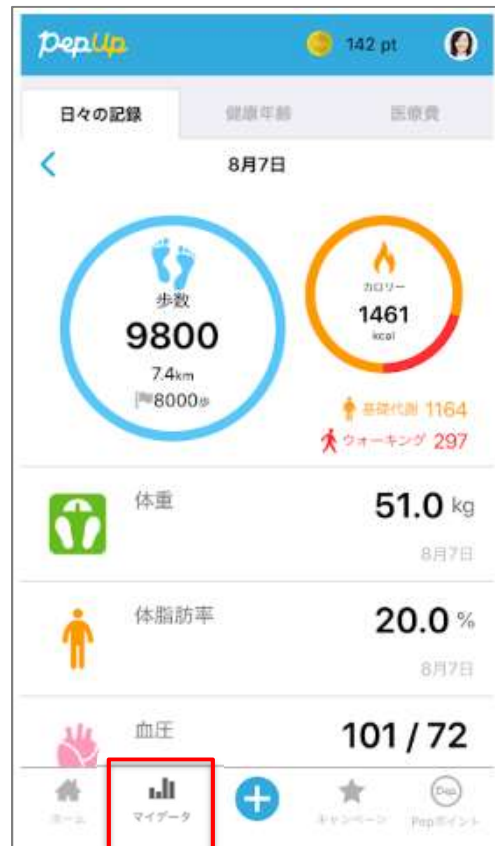 PepUp
142 pt
日々の記録
健康年齢
医療費
8月7日
歩数
9800
7.4km
8000歩
カロリー
1461
kcal
基礎代謝 1164
ウォーキング 297
体重
51.0 kg
8月7日
体脂肪率
20.0 %
8月7日
血圧
101 / 72
ホーム
マイデータ
キャンペーン
Pep
Pepポイント